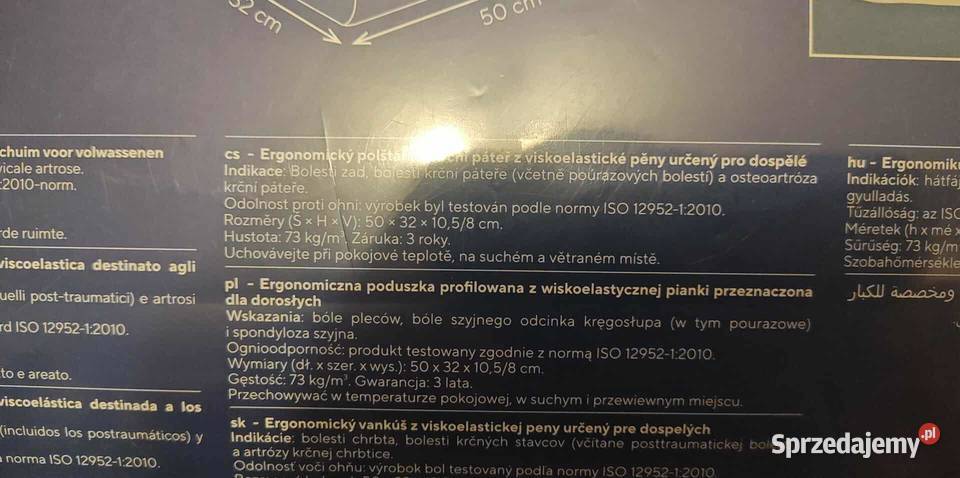 32 cm
50 cm
chuim voor volwassenen
vicale artrose.
:2010-norm.
rde ruimte.
viscoelastica destinato agli
uelli post-traumatici) e artrosi
rd ISO 12952-1:2010.
to e areato.
viscoelástica destinada a los
(incluidos los postraumáticos) y
a norma ISO 12952-1:2010.
cs - Ergonomický páteř z viskoelastické pěny určený pro dospělé
Indikace: Bolesti zad, bolesti krční páteře (včetně poúrazových bolestí) a osteoartróza
krční páteře.
Odolnost proti ohni: výrobek byl testován podle normy ISO 12952-1:2010.
Rozměry (Š × H × V): 50 × 32 × 10,5/8 cm.
Hustota: 73 kg/m³. Záruka: 3 roky.
Uchovávejte při pokojové teplotě, na suchém a větraném místě.
pl - Ergonomiczna poduszka profilowana z wiskoelastycznej pianki przeznaczona
dla dorosłych
Wskazania: bóle pleców, bóle szyjnego odcinka kręgosłupa (w tym pourazowe)
i spondyloza szyjna.
Ognioodporność: produkt testowany zgodnie z normą ISO 12952-1:2010.
Wymiary (dł. x szer. x wys.): 50 x 32 x 10,5/8 cm.
Gęstość: 73 kg/m³. Gwarancja: 3 lata.
Przechowywać w temperaturze pokojowej, w suchym i przewiewnym miejscu.
sk - Ergonomický vankúš z viskoelastickej peny určený pre dospelých
Indikácie: bolesti chrbta, bolesti krčných stavcov (včítane posttraumatickej bol
a artrózy krčnej chrbtice.
Odolnosť voči ohňu: výrobok bol testovaný podľa normy ISO 12952-1:2010.
hu - Ergonomiku
Indikációk: hátfáj
gyulladás.
Tűzállóság: az ISO
Méretek (h x mé x
Sűrűség: 73 kg/m
Szobahőmérsékle
ومخصصة للكبار
Sprzedajemy.pl